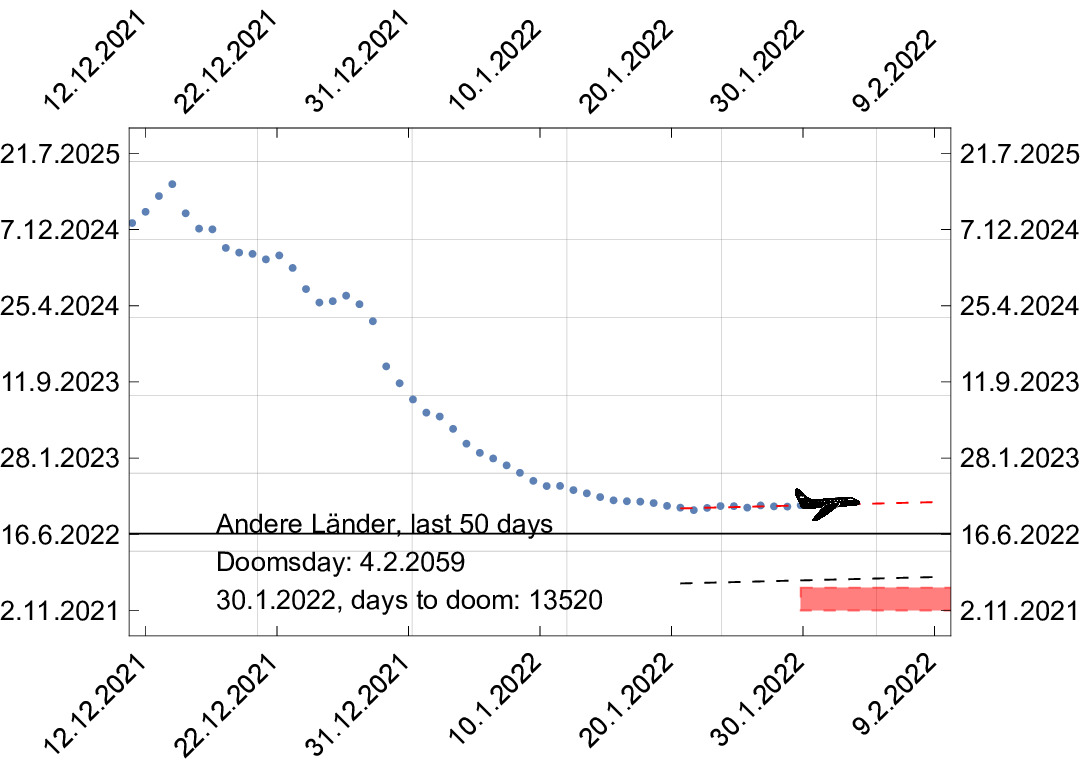 12.12.2021 22.12.2021 31.12.2021 10.1.2022 20.1.2022 30.1.2022 9.2.2022
21.7.2025 21.7.2025
7.12.2024 7.12.2024
25.4.2024 25.4.2024
11.9.2023 11.9.2023
28.1.2023 28.1.2023
Andere Länder, last 50 days
16.6.2022 16.6.2022
Doomsday: 4.2.2059
30.1.2022, days to doom: 13520
2.11.2021 2.11.2021
12.12.2021 22.12.2021 31.12.2021 10.1.2022 20.1.2022 30.1.2022 9.2.2022